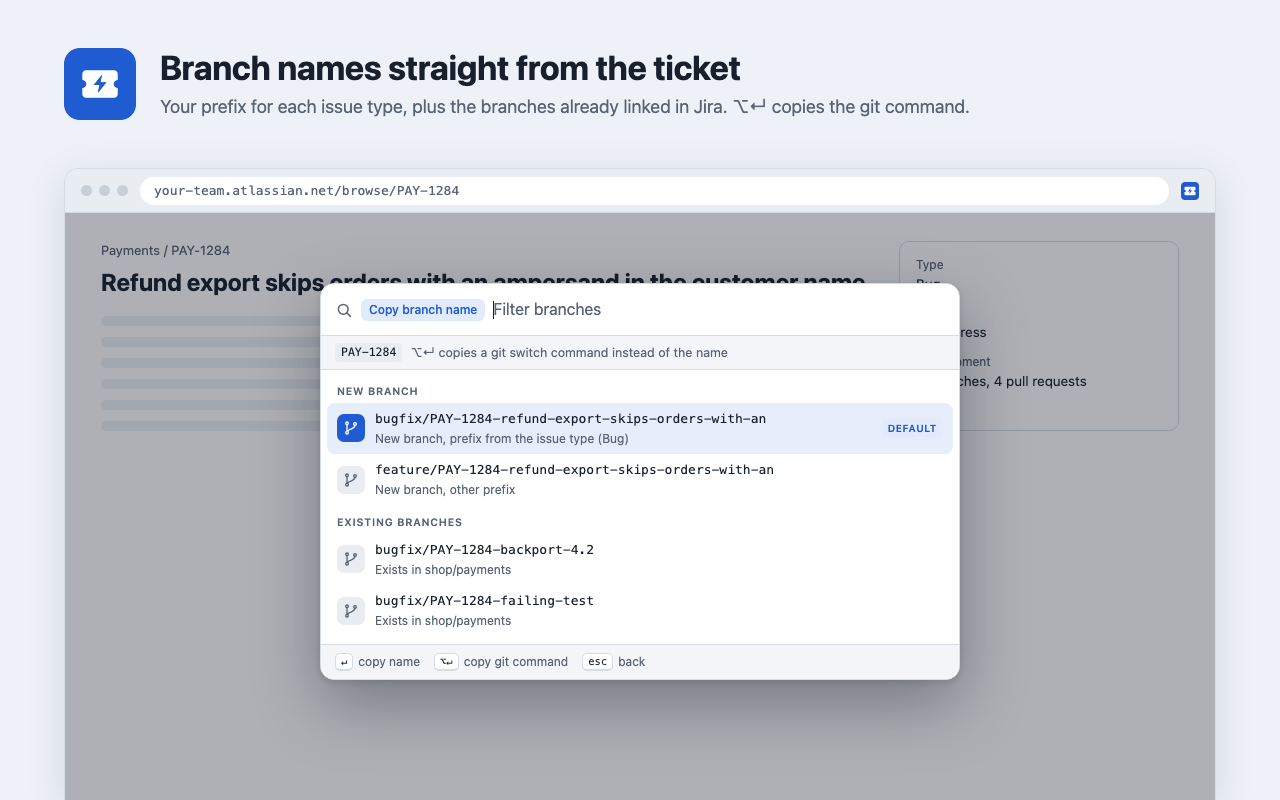 Branch names straight from the ticket
Your prefix for each issue type, plus the branches already linked in Jira. ⌥↵ copies the git command.
your-team.atlassian.net/browse/PAY-1284
Payments / PAY-1284
Refund export skips orders with an ampersand in the customer name
Type
Bug
ress
ment
ches, 4 pull requests
Copy branch name Filter branches
PAY-1284 ⌥↵ copies a git switch command instead of the name
NEW BRANCH
bugfix/PAY-1284-refund-export-skips-orders-with-an
New branch, prefix from the issue type (Bug)
DEFAULT
feature/PAY-1284-refund-export-skips-orders-with-an
New branch, other prefix
EXISTING BRANCHES
bugfix/PAY-1284-backport-4.2
Exists in shop/payments
bugfix/PAY-1284-failing-test
Exists in shop/payments
↵ copy name ⌥↵ copy git command esc back